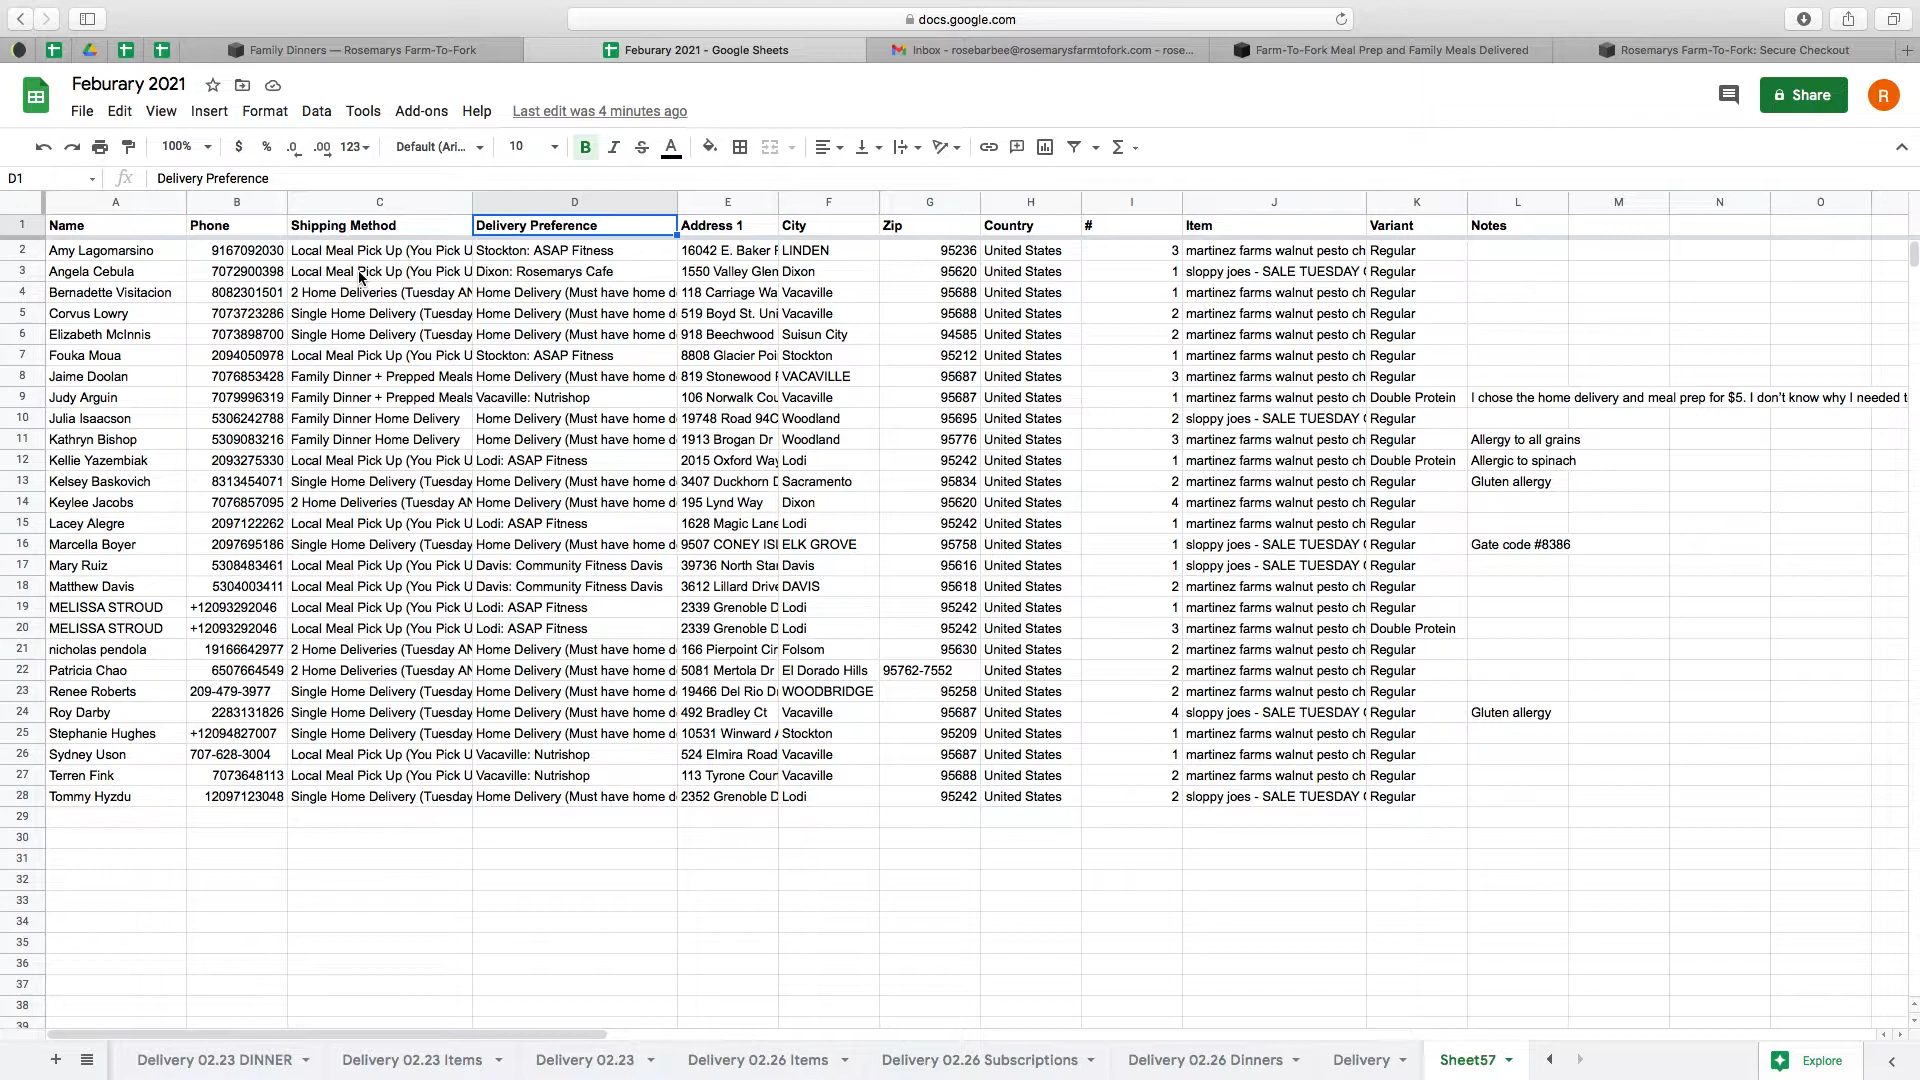 docs.google.com
Family Dinners — Rosemarys Farm-To-Fork
Feburary 2021 - Google Sheets
Inbox - rosebarbee@rosemarysfarmtofork.com - rose...
Farm-To-Fork Meal Prep and Family Meals Delivered
Rosemarys Farm-To-Fork: Secure Checkout
Feburary 2021
Share
R
File Edit View Insert Format Data Tools Add-ons Help Last edit was 4 minutes ago
100% $ % .0 .00 123 Default (Ari... 10 B I S A
D1 fx Delivery Preference
A B C D E F G H I J K L M N O
1 Name Phone Shipping Method Delivery Preference Address 1 City Zip Country # Item Variant Notes
2 Amy Lagomarsino 9167092030 Local Meal Pick Up (You Pick U Stockton: ASAP Fitness 16042 E. Baker F LINDEN 95236 United States 3 martinez farms walnut pesto ch Regular
3 Angela Cebula 7072900398 Local Meal Pick Up (You Pick U Dixon: Rosemarys Cafe 1550 Valley Glen Dixon 95620 United States 1 sloppy joes - SALE TUESDAY O Regular
4 Bernadette Visitacion 8082301501 2 Home Deliveries (Tuesday AN Home Delivery (Must have home d 118 Carriage Wa Vacaville 95688 United States 1 martinez farms walnut pesto ch Regular
5 Corvus Lowry 7073723286 Single Home Delivery (Tuesday Home Delivery (Must have home d 519 Boyd St. Uni Vacaville 95688 United States 2 martinez farms walnut pesto ch Regular
6 Elizabeth McInnis 7073898700 Single Home Delivery (Tuesday Home Delivery (Must have home d 918 Beechwood Suisun City 94585 United States 2 martinez farms walnut pesto ch Regular
7 Fouka Moua 2094050978 Local Meal Pick Up (You Pick U Stockton: ASAP Fitness 8808 Glacier Poi Stockton 95212 United States 1 martinez farms walnut pesto ch Regular
8 Jaime Doolan 7076853428 Family Dinner + Prepped Meals Home Delivery (Must have home d 819 Stonewood F VACAVILLE 95687 United States 3 martinez farms walnut pesto ch Regular
9 Judy Arguin 7079996319 Family Dinner + Prepped Meals Vacaville: Nutrishop 106 Norwalk Cou Vacaville 95687 United States 1 martinez farms walnut pesto ch Double Protein I chose the home delivery and meal prep for $5. I don't know why I needed t
10 Julia Isaacson 5306242788 Family Dinner Home Delivery Home Delivery (Must have home d 19748 Road 94C Woodland 95695 United States 2 sloppy joes - SALE TUESDAY O Regular
11 Kathryn Bishop 5309083216 Family Dinner Home Delivery Home Delivery (Must have home d 1913 Brogan Dr Woodland 95776 United States 3 martinez farms walnut pesto ch Regular Allergy to all grains
12 Kellie Yazembiak 2093275330 Local Meal Pick Up (You Pick U Lodi: ASAP Fitness 2015 Oxford Way Lodi 95242 United States 1 martinez farms walnut pesto ch Double Protein Allergic to spinach
13 Kelsey Baskovich 8313454071 Single Home Delivery (Tuesday Home Delivery (Must have home d 3407 Duckhorn D Sacramento 95834 United States 2 martinez farms walnut pesto ch Regular Gluten allergy
14 Keylee Jacobs 7076857095 2 Home Deliveries (Tuesday AN Home Delivery (Must have home d 195 Lynd Way Dixon 95620 United States 4 martinez farms walnut pesto ch Regular
15 Lacey Alegre 2097122262 Local Meal Pick Up (You Pick U Lodi: ASAP Fitness 1628 Magic Lane Lodi 95242 United States 1 martinez farms walnut pesto ch Regular
16 Marcella Boyer 2097695186 Single Home Delivery (Tuesday Home Delivery (Must have home d 9507 CONEY ISL ELK GROVE 95758 United States 1 sloppy joes - SALE TUESDAY O Regular Gate code #8386
17 Mary Ruiz 5308483461 Local Meal Pick Up (You Pick U Davis: Community Fitness Davis 39736 North Star Davis 95616 United States 1 sloppy joes - SALE TUESDAY O Regular
18 Matthew Davis 5304003411 Local Meal Pick Up (You Pick U Davis: Community Fitness Davis 3612 Lillard Drive DAVIS 95618 United States 2 martinez farms walnut pesto ch Regular
19 MELISSA STROUD +12093292046 Local Meal Pick Up (You Pick U Lodi: ASAP Fitness 2339 Grenoble D Lodi 95242 United States 1 martinez farms walnut pesto ch Regular
20 MELISSA STROUD +12093292046 Local Meal Pick Up (You Pick U Lodi: ASAP Fitness 2339 Grenoble D Lodi 95242 United States 3 martinez farms walnut pesto ch Double Protein
21 nicholas pendola 19166642977 2 Home Deliveries (Tuesday AN Home Delivery (Must have home d 166 Pierpoint Cir Folsom 95630 United States 2 martinez farms walnut pesto ch Regular
22 Patricia Chao 6507664549 2 Home Deliveries (Tuesday AN Home Delivery (Must have home d 5081 Mertola Dr El Dorado Hills 95762-7552 United States 2 martinez farms walnut pesto ch Regular
23 Renee Roberts 209-479-3977 Single Home Delivery (Tuesday Home Delivery (Must have home d 19466 Del Rio Dr WOODBRIDGE 95258 United States 2 martinez farms walnut pesto ch Regular
24 Roy Darby 2283131826 Single Home Delivery (Tuesday Home Delivery (Must have home d 492 Bradley Ct Vacaville 95687 United States 4 sloppy joes - SALE TUESDAY O Regular Gluten allergy
25 Stephanie Hughes +12094827007 Single Home Delivery (Tuesday Home Delivery (Must have home d 10531 Winward A Stockton 95209 United States 1 martinez farms walnut pesto ch Regular
26 Sydney Uson 707-628-3004 Local Meal Pick Up (You Pick U Vacaville: Nutrishop 524 Elmira Road Vacaville 95687 United States 1 martinez farms walnut pesto ch Regular
27 Terren Fink 7073648113 Local Meal Pick Up (You Pick U Vacaville: Nutrishop 113 Tyrone Cour Vacaville 95688 United States 2 martinez farms walnut pesto ch Regular
28 Tommy Hyzdu 12097123048 Single Home Delivery (Tuesday Home Delivery (Must have home d 2352 Grenoble D Lodi 95242 United States 2 sloppy joes - SALE TUESDAY O Regular
29
30
31
32
33
34
35
36
37
38
39
Delivery 02.23 DINNER Delivery 02.23 Items Delivery 02.23 Delivery 02.26 Items Delivery 02.26 Subscriptions Delivery 02.26 Dinners Delivery Sheet57 Explore